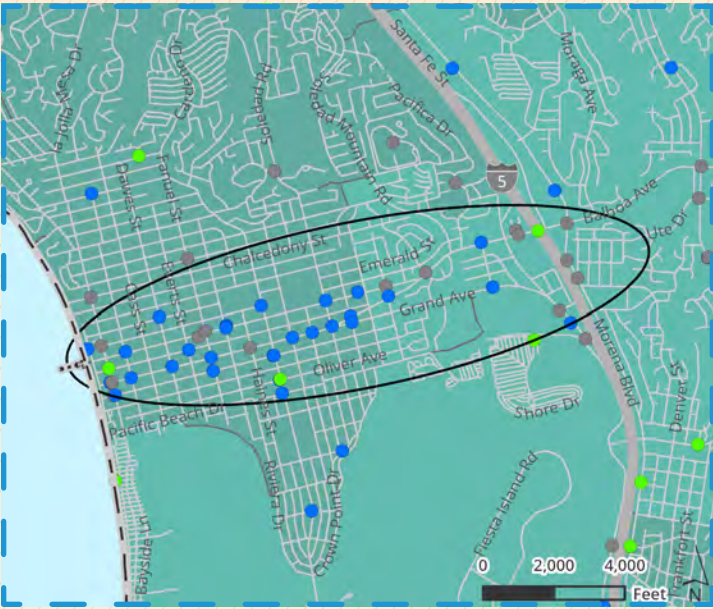 Santa Fe St
Moraga Ave
la Jolla Mesa Dr
Soledad Rd
Soledad Mountain Rd
Pacifica Dr
5
Balboa Ave
Ute Dr
Dawes St
Fanuel St
Chalcedony St
Emerald St
Cass St
Everts St
Grand Ave
Oliver Ave
Haines St
Morena Blvd
Denver St
Shore Dr
Pacific Beach Dr
Riviera Dr
Crown Point Dr
Fiesta Island Rd
Bayside Ln
Frankfort St
0 2,000 4,000
Feet
N